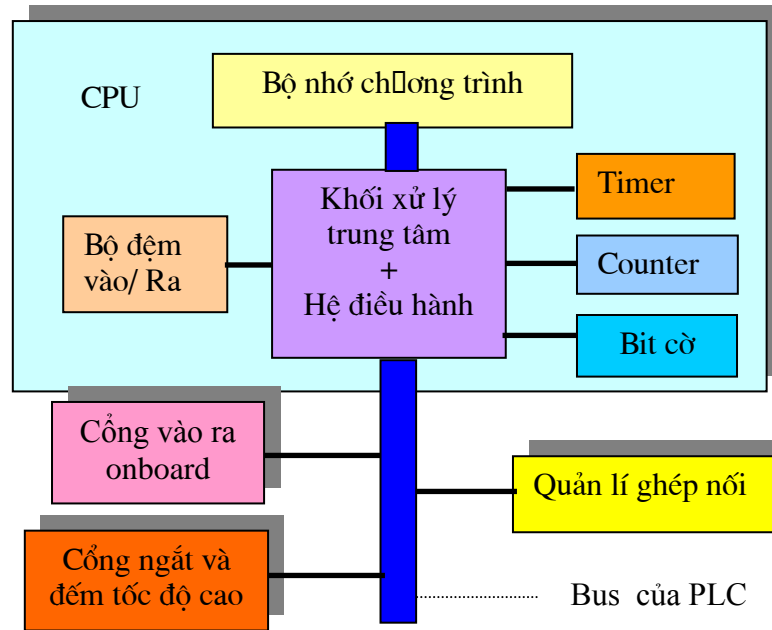 Bộ nhớ ch□ơng trình
CPU
Khối xử lý
trung tâm
+
Hệ điều hành
Timer
Bộ đệm
vào/ Ra
Counter
Bit cờ
Cổng vào ra
onboard
Quản lí ghép nối
Cổng ngắt và
đếm tốc độ cao
Bus của PLC